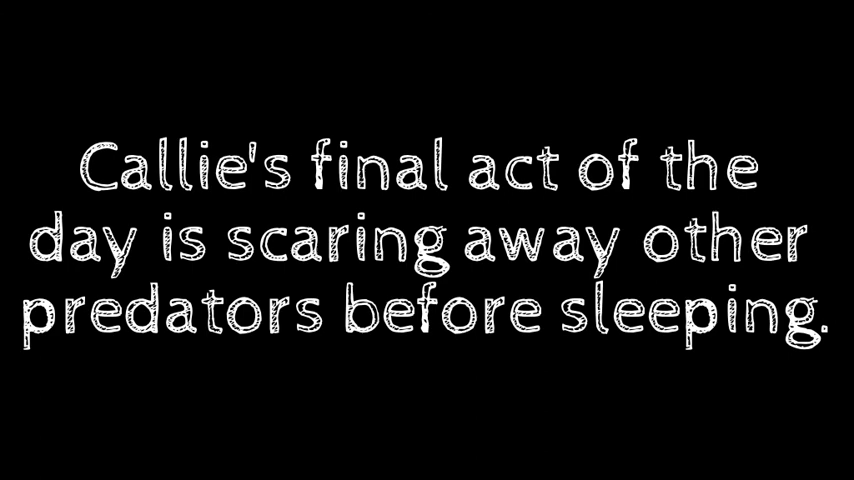 Callie's final act of the
day is scaring away other
predators before sleeping.